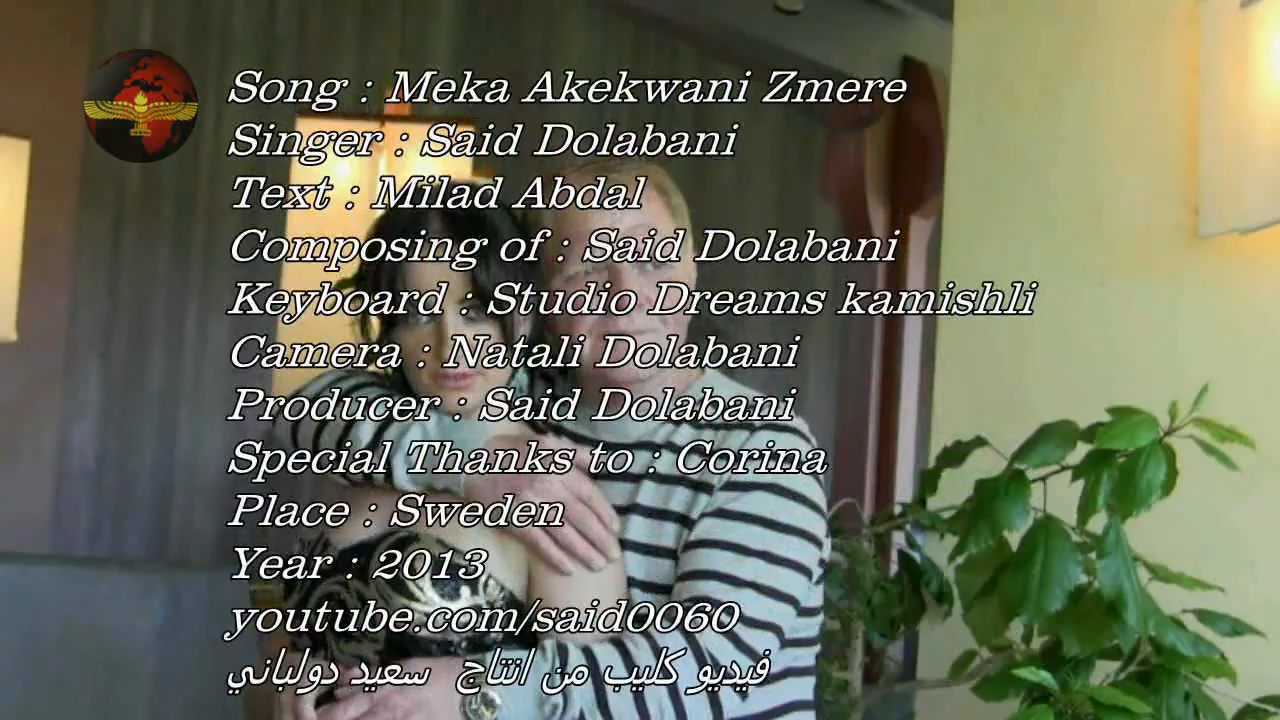 Song : Meka Akekwani Zmere
Singer : Said Dolabani
Text : Milad Abdal
Composing of : Said Dolabani
Keyboard : Studio Dreams kamishli
Camera : Natali Dolabani
Producer : Said Dolabani
Special Thanks to : Corina
Place : Sweden
Year : 2013
youtube.com/said0060
فيديو كليب من انتاج سعيد دولباني